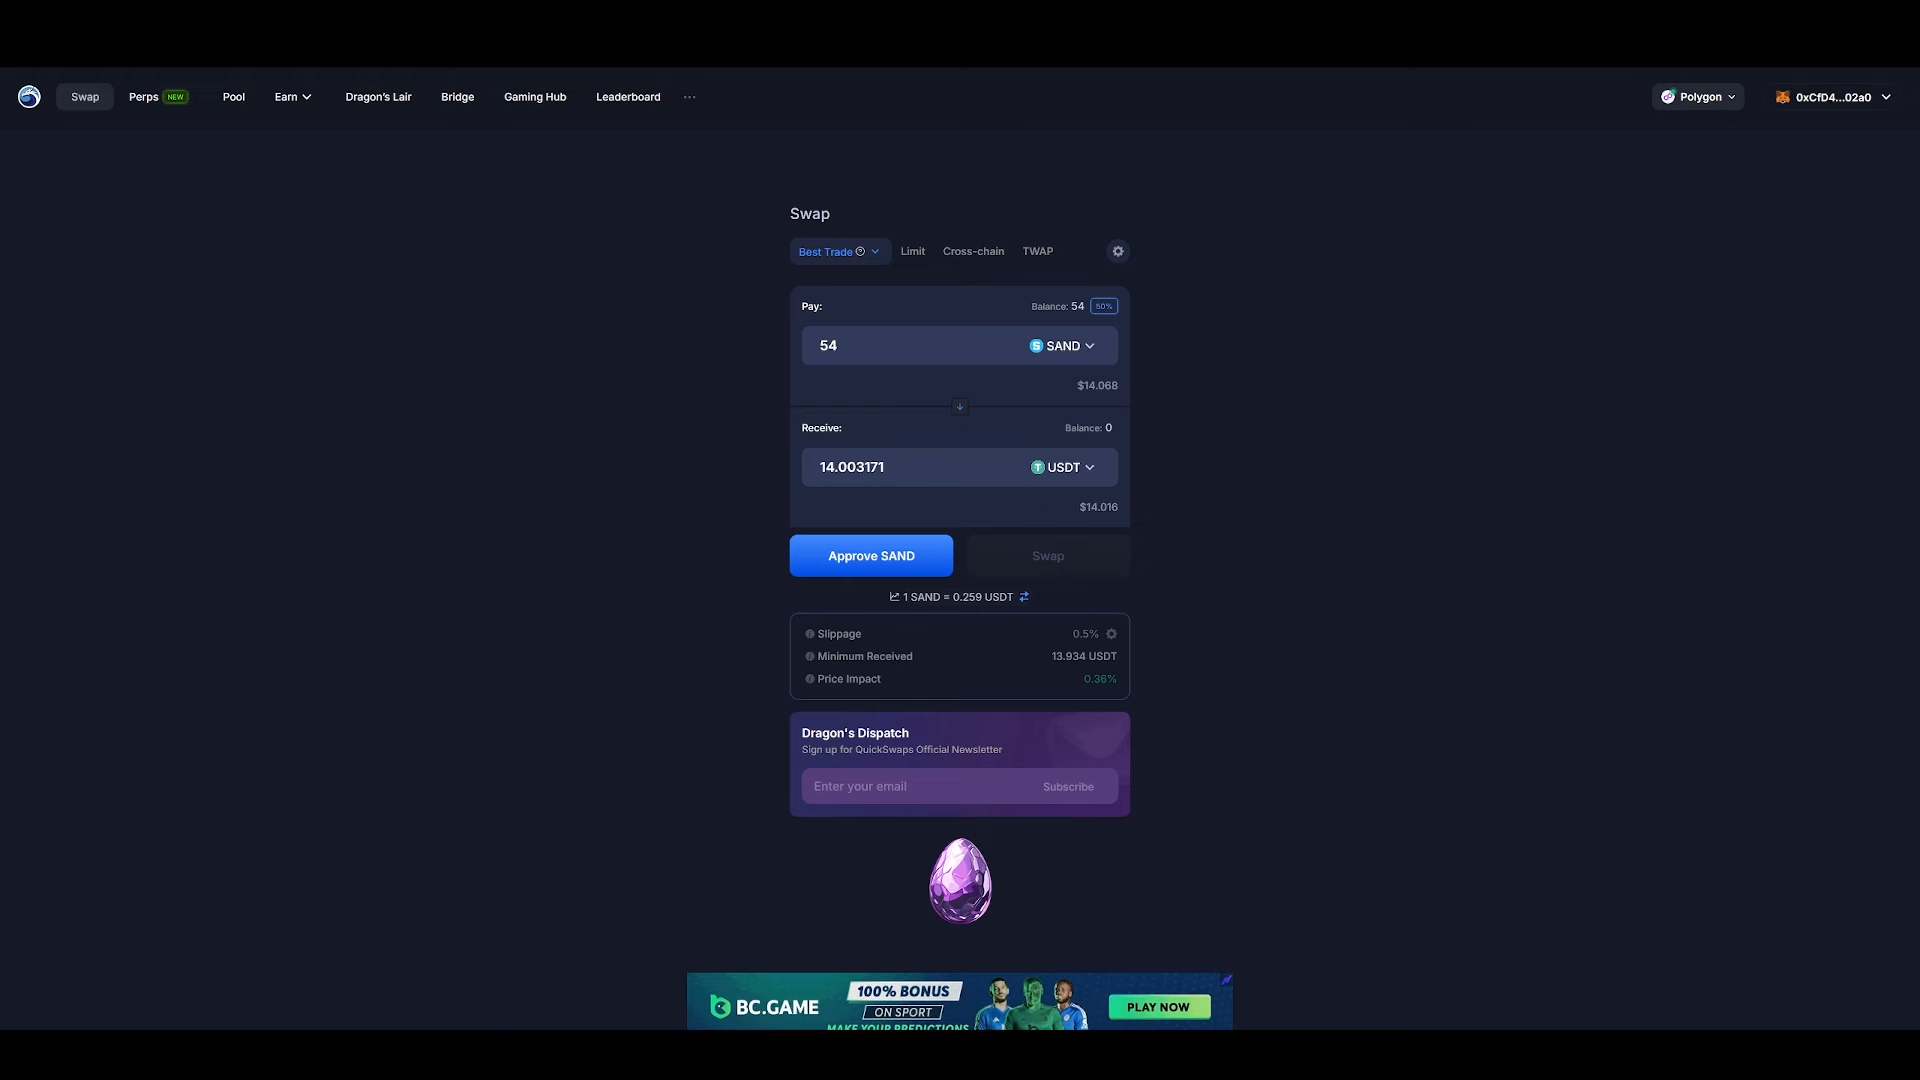 Swap
Perps NEW
Pool
Earn
Dragon's Lair
Bridge
Gaming Hub
Leaderboard
Polygon
0xCfD4...02a0
Swap
Best Trade
Limit
Cross-chain
TWAP
Pay:
Balance: 54
50%
54
SAND
$14.068
Receive:
Balance: 0
14.003171
USDT
$14.016
Approve SAND
Swap
1 SAND = 0.259 USDT
Slippage
0.5%
Minimum Received
13.934 USDT
Price Impact
0.36%
Dragon's Dispatch
Sign up for QuickSwaps Official Newsletter
Enter your email
Subscribe
BC.GAME
100% BONUS
ON SPORT
MAKE YOUR PREDICTIONS
PLAY NOW